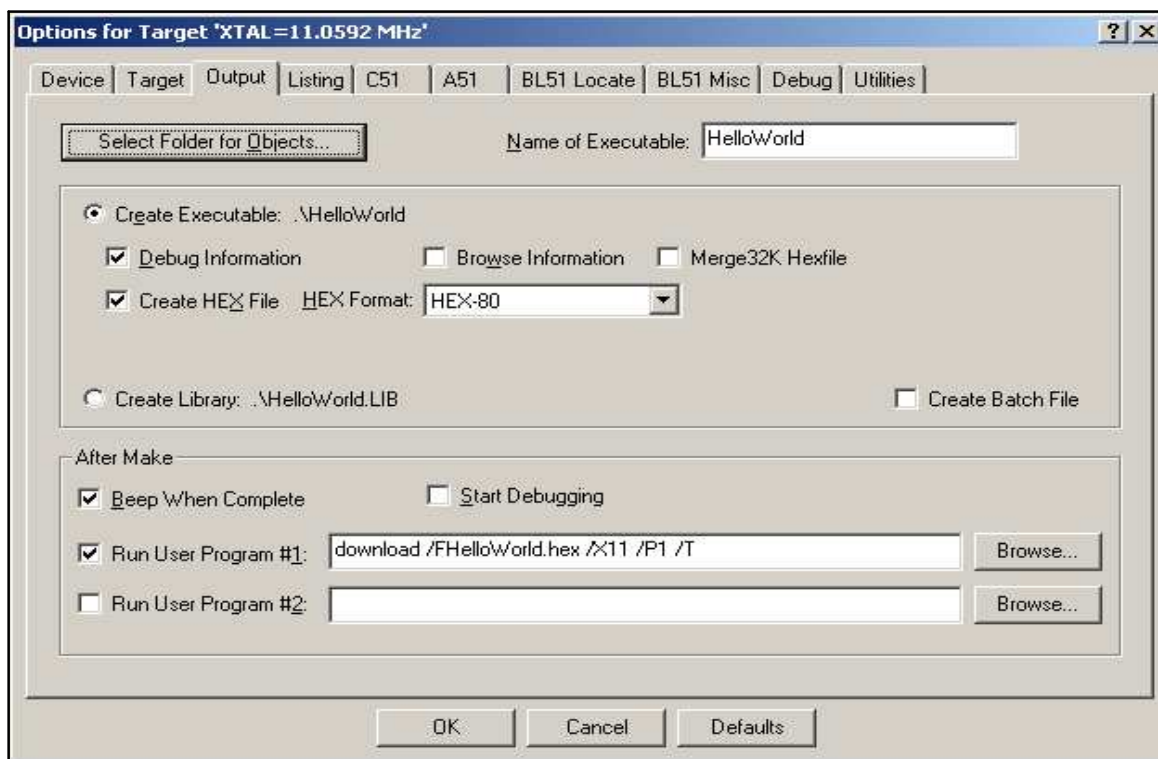 Options for Target 'XTAL=11.0592 MHz'
Device Target Output Listing C51 A51 BL51 Locate BL51 Misc Debug Utilities
Select Folder for Objects... Name of Executable: HelloWorld
Create Executable: .\HelloWorld
Debug Information Browse Information Merge32K Hexfile
Create HEX File HEX Format: HEX-80
Create Library: .\HelloWorld.LIB Create Batch File
After Make
Beep When Complete Start Debugging
Run User Program #1: download /FHelloWorld.hex /X11 /P1 /T Browse...
Run User Program #2: Browse...
OK Cancel Defaults